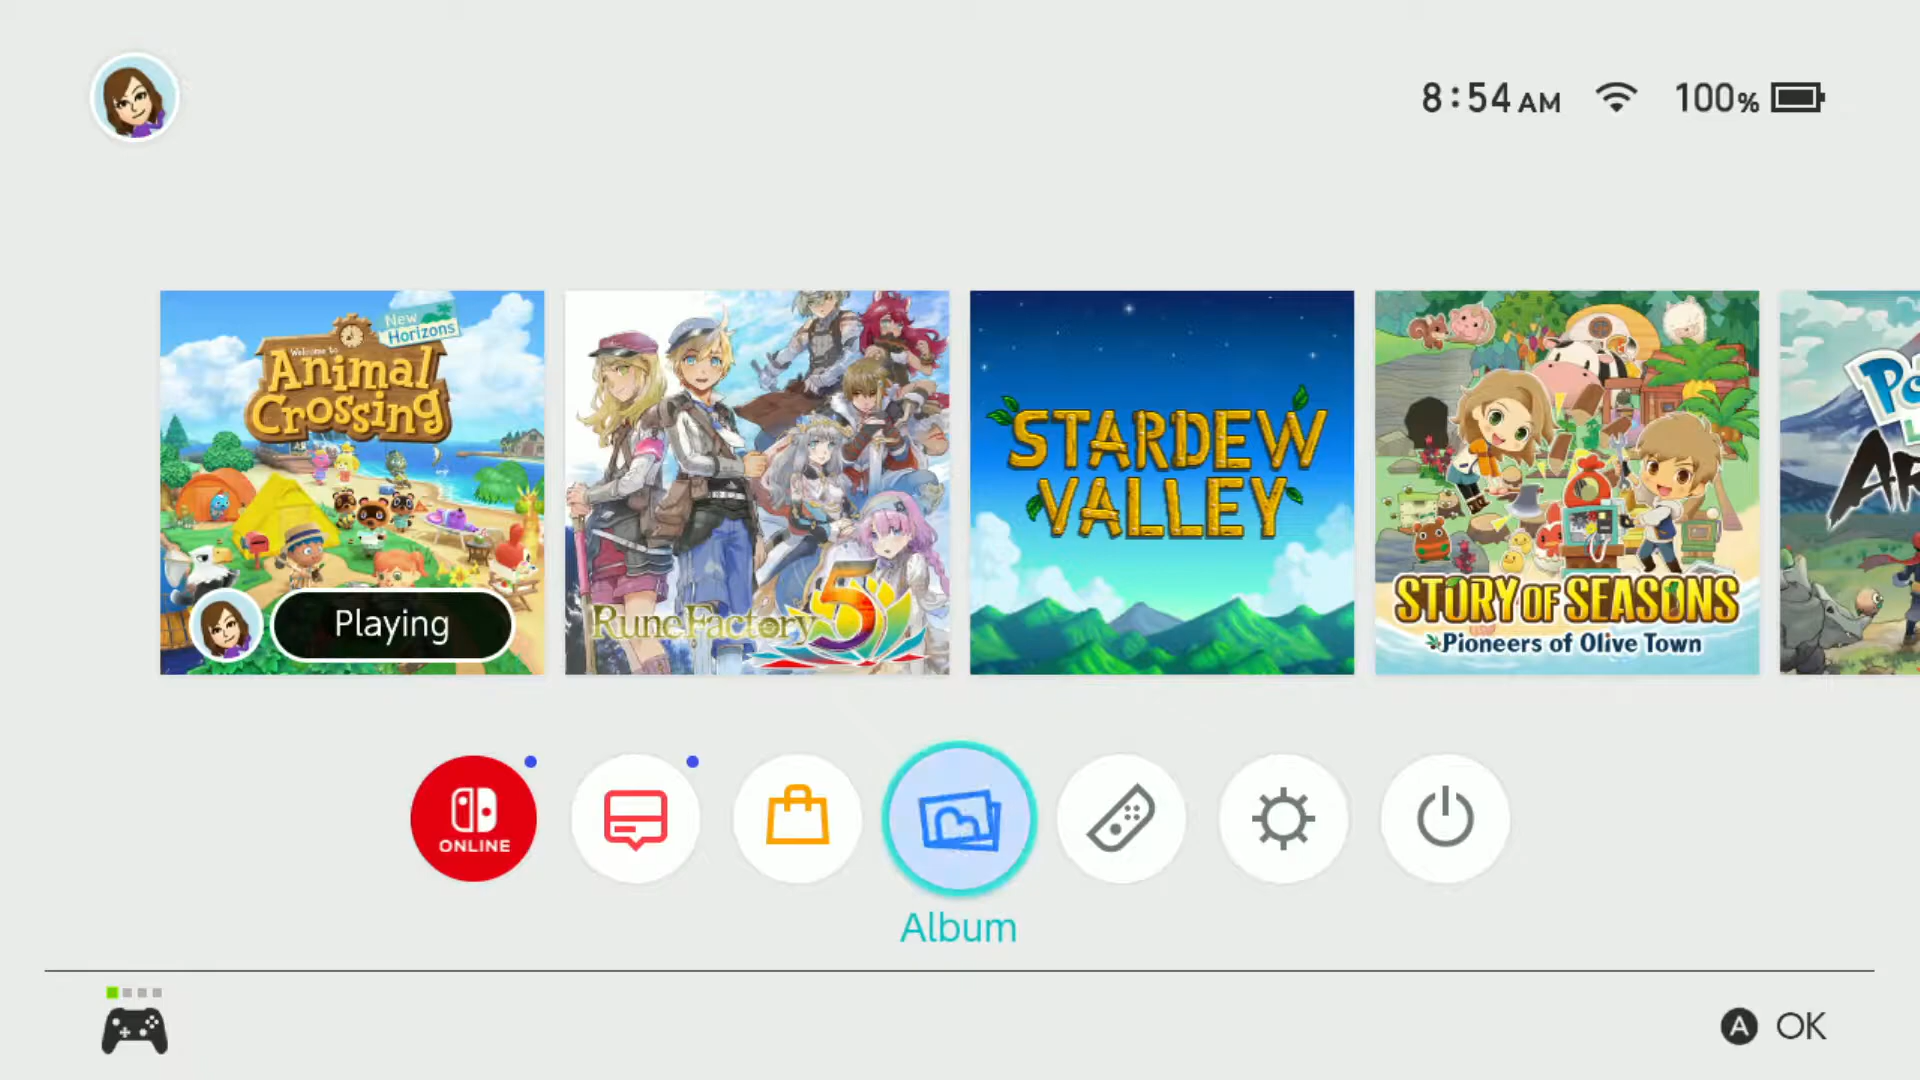 8:54 AM 100%
New
Horizons
Welcome to
Animal
Crossing
Playing
Rune Factory 5
STARDEW
VALLEY
STORY OF SEASONS
Pioneers of Olive Town
ONLINE
Album
A OK